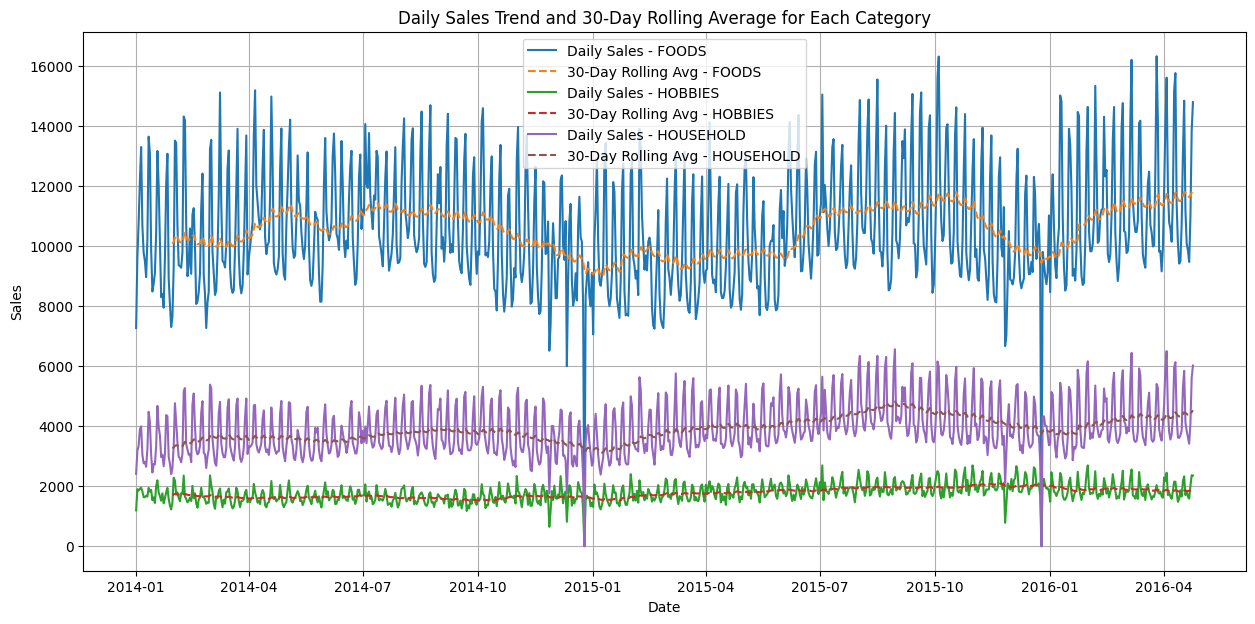 Daily Sales Trend and 30-Day Rolling Average for Each Category
Daily Sales - FOODS
30-Day Rolling Avg - FOODS
Daily Sales - HOBBIES
30-Day Rolling Avg - HOBBIES
Daily Sales - HOUSEHOLD
30-Day Rolling Avg - HOUSEHOLD
16000
14000
12000
10000
8000
6000
4000
2000
0
Sales
2014-01 2014-04 2014-07 2014-10 2015-01 2015-04 2015-07 2015-10 2016-01 2016-04
Date